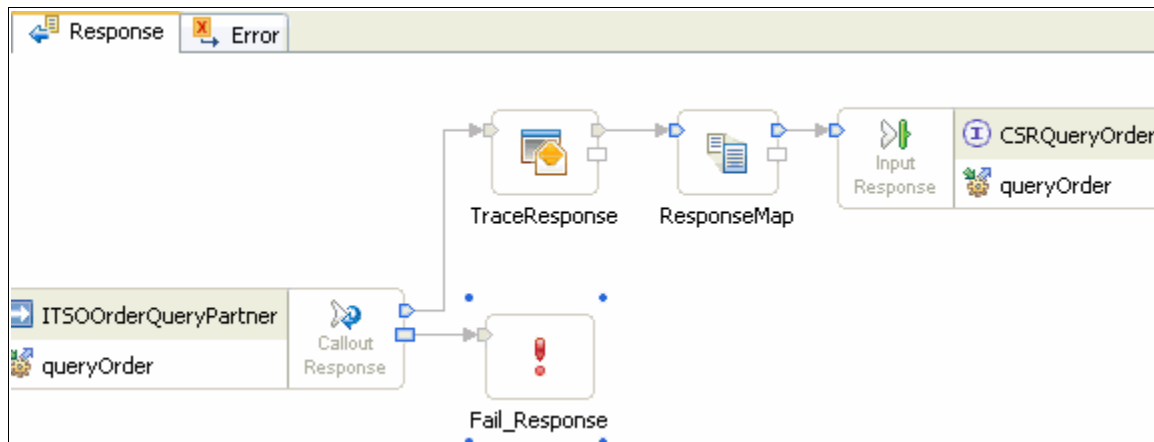 Response
Error
CSRQueryOrder
Input
Response
queryOrder
TraceResponse
ResponseMap
ITSOOrderQueryPartner
Callout
Response
queryOrder
Fail_Response